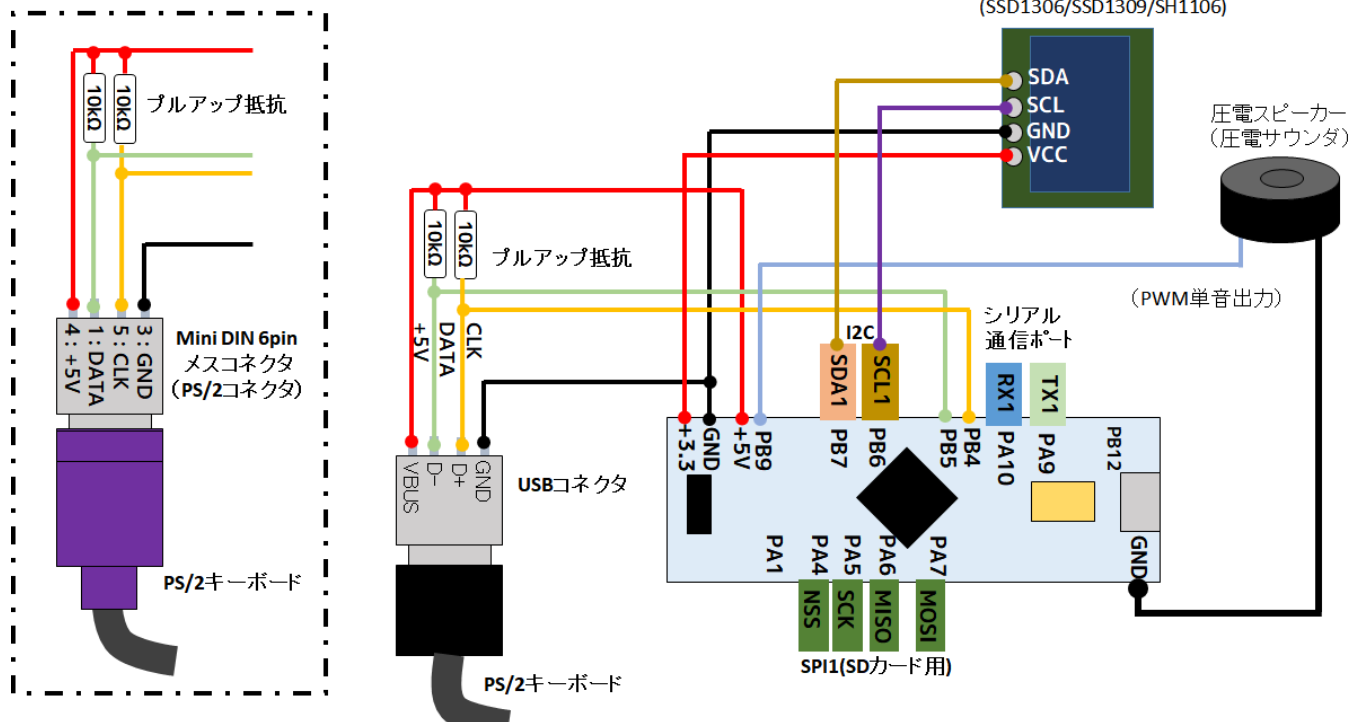 (SSD1306/SSD1309/SH1106)
SDA
SCL
GND
VCC
圧電スピーカー
(圧電サウンダ)
(PWM単音出力)
10kΩ
10kΩ
プルアップ抵抗
4:+5V
1:DATA
5:CLK
3:GND
Mini DIN 6pin
メスコネクタ
(PS/2コネクタ)
PS/2キーボード
10kΩ
10kΩ
プルアップ抵抗
+5V
DATA
CLK
VBUS
D-
D+
GND
USBコネクタ
PS/2キーボード
I2C
SDA1
SCL1
シリアル
通信ポート
RX1
TX1
+3.3
GND
+5V
PB9
PB7
PB6
PB5
PB4
PA10
PA9
PB12
GND
PA1
PA4
PA5
PA6
PA7
NSS
SCK
MISO
MOSI
SPI1(SDカード用)